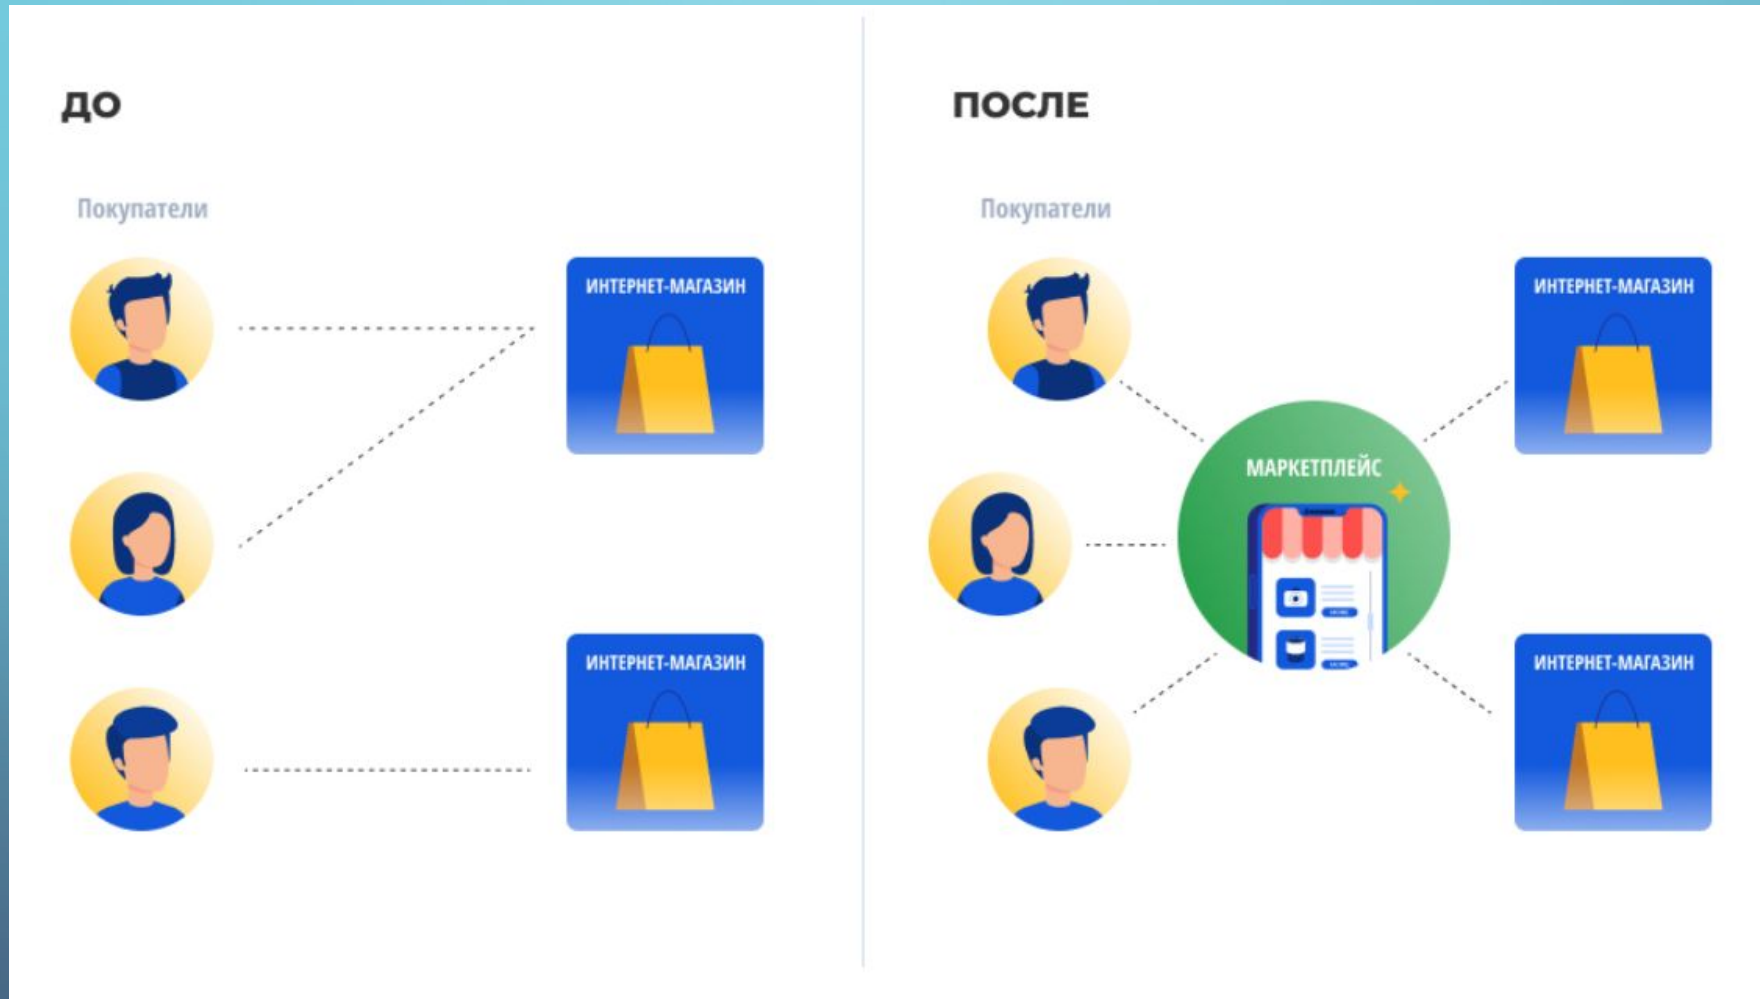 ДО
Покупатели
ИНТЕРНЕТ-МАГАЗИН
ИНТЕРНЕТ-МАГАЗИН
ПОСЛЕ
Покупатели
МАРКЕТПЛЕЙС
ИНТЕРНЕТ-МАГАЗИН
ИНТЕРНЕТ-МАГАЗИН